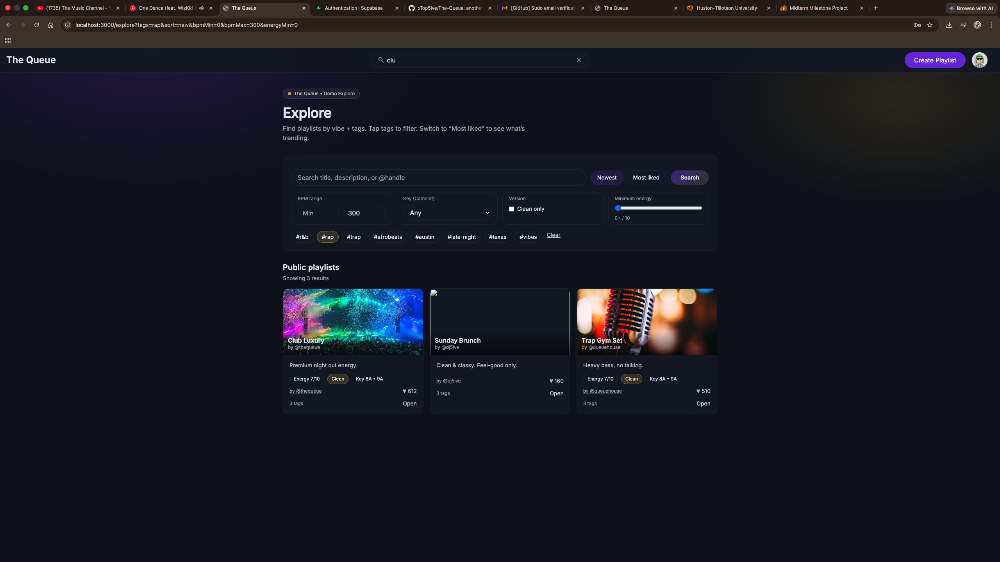 (1735) The Music Channel - Y
One Dance (feat. WizKid &
The Queue
Authentication | Supabase
xTop5ive/The-Queue: another
[GitHub] Sudo email verificati
The Queue
Huston-Tillotson University
Midterm Milestone Project
Browse with AI
localhost:3000/explore?tags=rap&sort=new&bpmMin=0&bpmMax=300&energyMin=0
The Queue
clu
Create Playlist
The Queue • Demo Explore
Explore
Find playlists by vibe + tags. Tap tags to filter. Switch to “Most liked” to see what’s
trending.
Search title, description, or @handle
Newest
Most liked
Search
BPM range
Min
300
Key (Camelot)
Any
Version
Clean only
Minimum energy
0+ / 10
#r&b
#rap
#trap
#afrobeats
#austin
#late-night
#texas
#vibes
Clear
Public playlists
Showing 3 results
Club Luxury
by @thequeue
Premium night out energy.
Energy 7/10
Clean
Key 8A • 9A
by @thequeue
♥ 612
3 tags
Open
Sunday Brunch
by @dj5ive
Clean & classy. Feel-good only.
by @dj5ive
♥ 160
3 tags
Open
Trap Gym Set
by @queuehouse
Heavy bass, no talking.
Energy 7/10
Clean
Key 8A • 9A
by @queuehouse
♥ 510
3 tags
Open